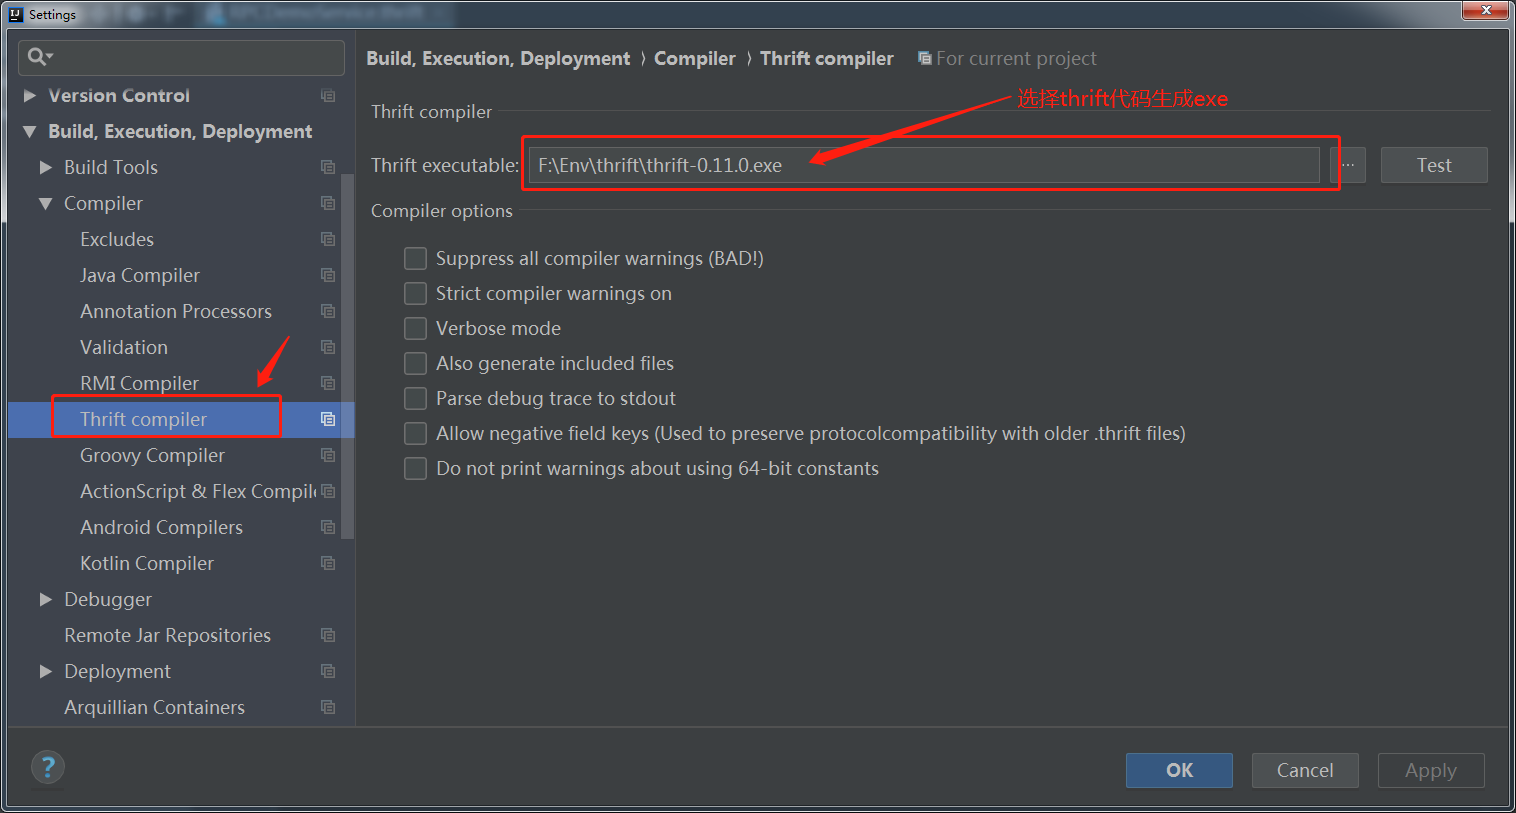 Settings
Version Control
Build, Execution, Deployment
Build Tools
Compiler
Excludes
Java Compiler
Annotation Processors
Validation
RMI Compiler
Thrift compiler
Groovy Compiler
ActionScript & Flex Compile
Android Compilers
Kotlin Compiler
Debugger
Remote Jar Repositories
Deployment
Arquillian Containers
Build, Execution, Deployment › Compiler › Thrift compiler For current project
选择thrift代码生成exe
Thrift compiler
Thrift executable: F:\Env\thrift\thrift-0.11.0.exe ... Test
Compiler options
Suppress all compiler warnings (BAD!)
Strict compiler warnings on
Verbose mode
Also generate included files
Parse debug trace to stdout
Allow negative field keys (Used to preserve protocolcompatibility with older .thrift files)
Do not print warnings about using 64-bit constants
? OK Cancel Apply